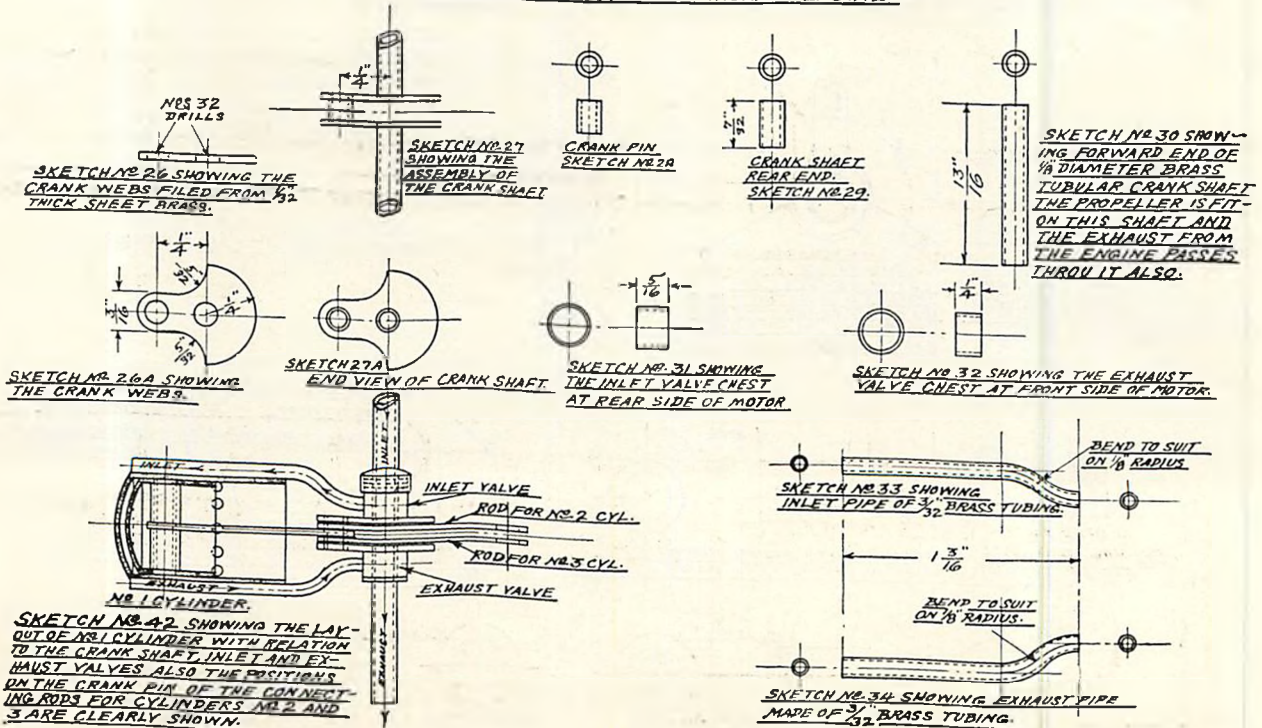 Nos 32
DRILLS
SKETCH No 26 SHOWING THE
CRANK WEBS FILED FROM 1/32"
THICK SHEET BRASS.
1/4"
SKETCH No. 27
SHOWING THE
ASSEMBLY OF
THE CRANK SHAFT
CRANK PIN
SKETCH No 28
7/32"
CRANK SHAFT
REAR END.
SKETCH No. 29.
13/16"
SKETCH No 30 SHOW-
ING FORWARD END OF
1/8" DIAMETER BRASS
TUBULAR CRANK SHAFT
THE PROPELLER IS FIT-
ON THIS SHAFT AND
THE EXHAUST FROM
THE ENGINE PASSES
THROU IT ALSO.
1/4"
5/32"
3/16"
1/4"
5/32"
SKETCH No. 26A SHOWING
THE CRANK WEBS.
SKETCH 27A
END VIEW OF CRANK SHAFT.
5/16"
SKETCH No. 31 SHOWING
THE INLET VALVE CHEST
AT REAR SIDE OF MOTOR
1/4"
SKETCH No 32 SHOWING THE EXHAUST
VALVE CHEST AT FRONT SIDE OF MOTOR.
INLET
INLET
INLET VALVE
ROD FOR No. 2 CYL.
ROD FOR No. 3 CYL.
EXHAUST VALVE
EXHAUST
EXHAUST
No 1 CYLINDER.
SKETCH No. 42 SHOWING THE LAY-
OUT OF No 1 CYLINDER WITH RELATION
TO THE CRANK SHAFT, INLET AND EX-
HAUST VALVES ALSO THE POSITIONS
ON THE CRANK PIN OF THE CONNECT-
ING RODS FOR CYLINDERS No 2 AND
3 ARE CLEARLY SHOWN.
BEND TO SUIT
ON 1/8" RADIUS
SKETCH No. 33 SHOWING
INLET PIPE OF 3/32" BRASS TUBING.
1 3/16"
BEND TO SUIT
ON 1/8" RADIUS.
SKETCH No. 34 SHOWING EXHAUST PIPE
MADE OF 3/32" BRASS TUBING.